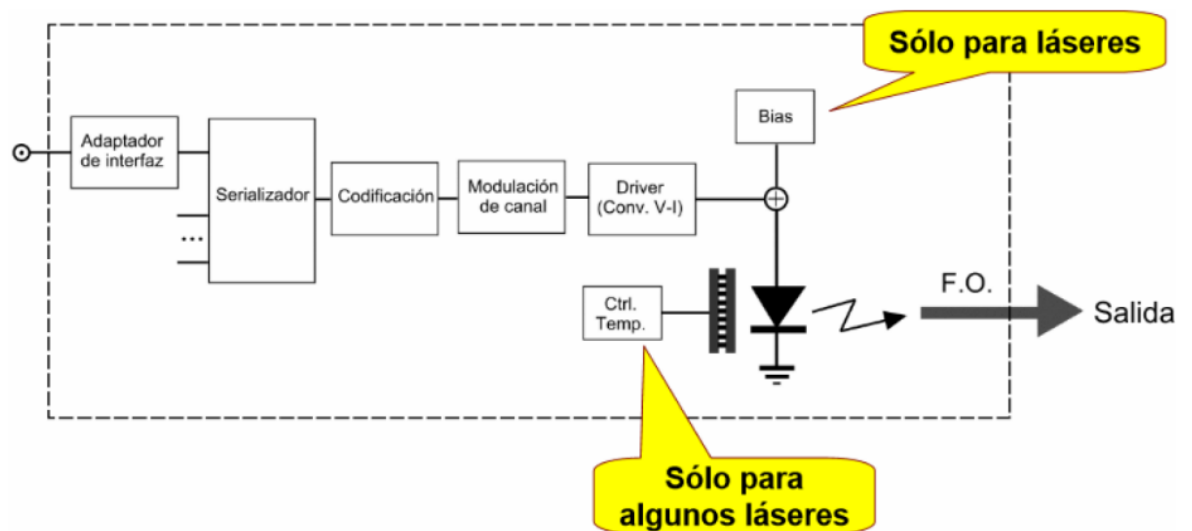 Sólo para láseres
Bias
Adaptador
de interfaz
Serializador
Codificación
Modulación
de canal
Driver
(Conv. V-I)
...
Ctrl.
Temp.
F.O.
Salida
Sólo para
algunos láseres